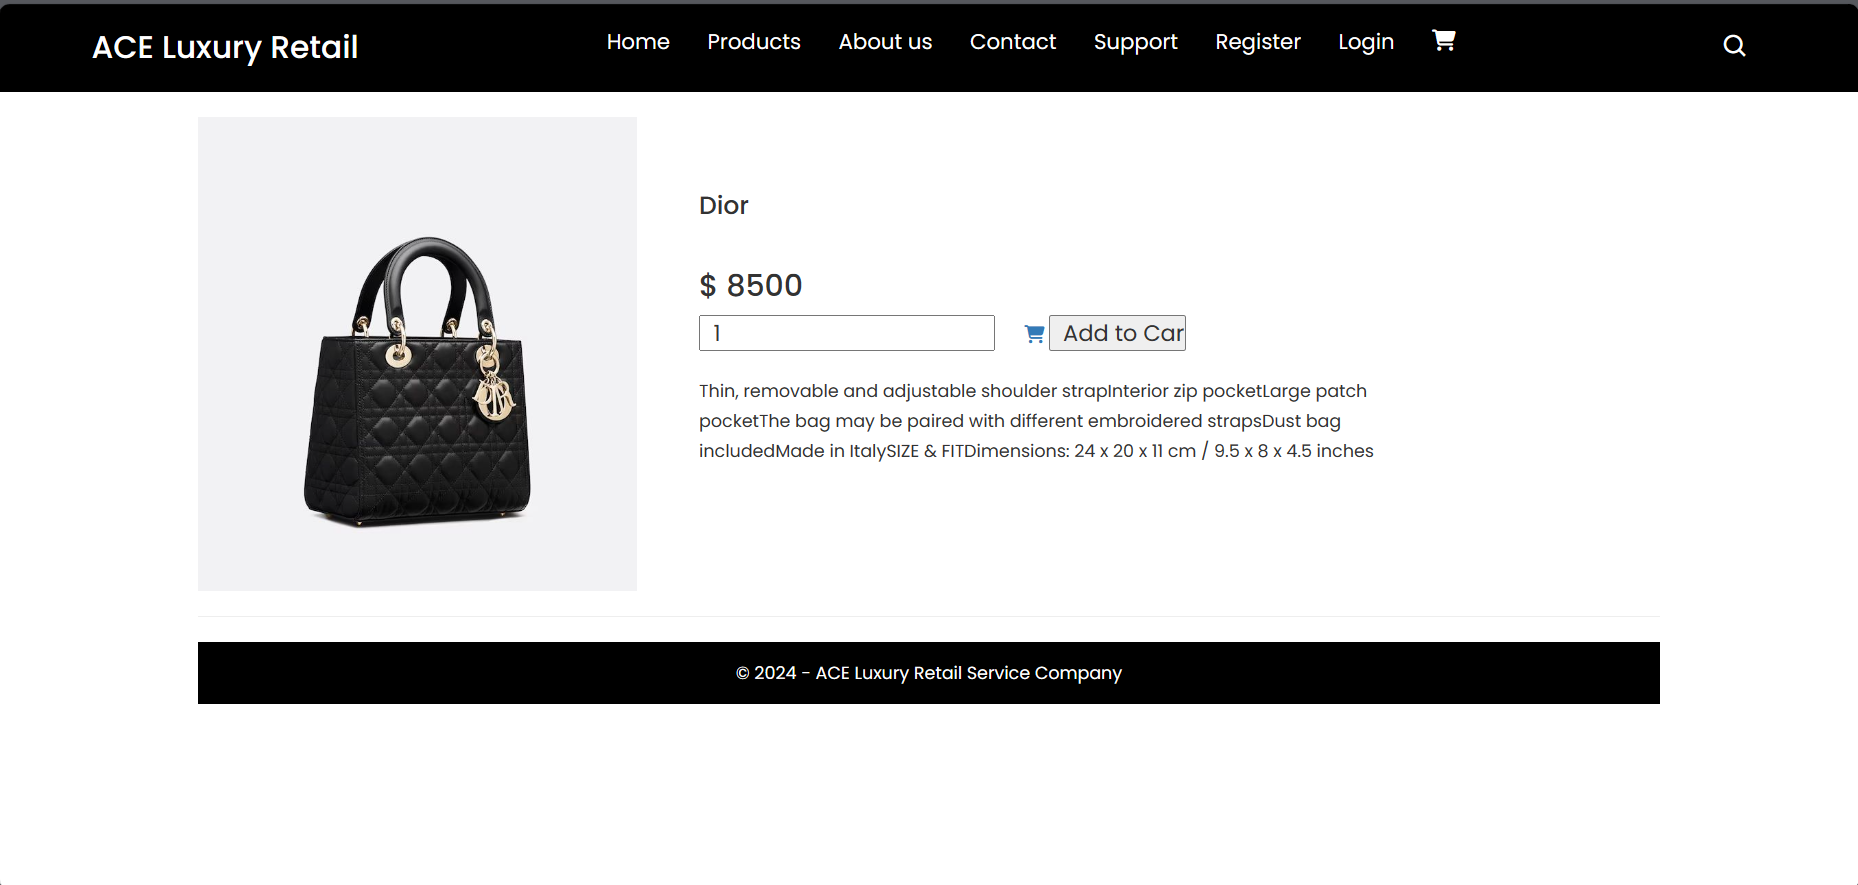 ACE Luxury Retail
Home Products About us Contact Support Register Login
Dior
$ 8500
1
Add to Car
Thin, removable and adjustable shoulder strapInterior zip pocketLarge patch
pocketThe bag may be paired with different embroidered strapsDust bag
includedMade in ItalySIZE & FITDimensions: 24 x 20 x 11 cm / 9.5 x 8 x 4.5 inches
© 2024 - ACE Luxury Retail Service Company